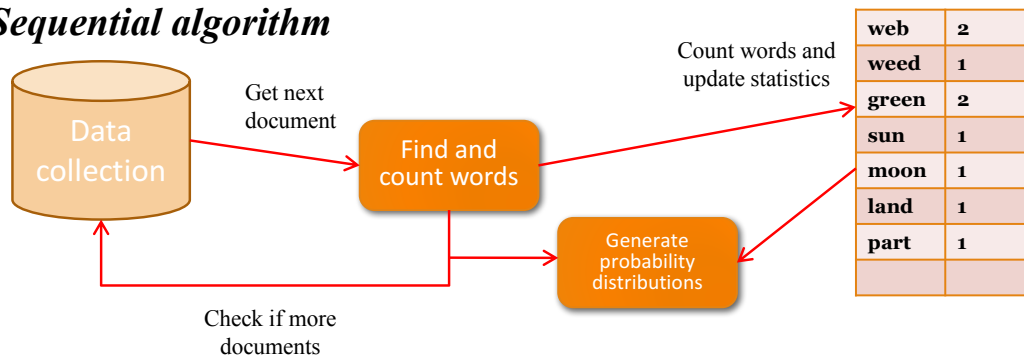 Sequential algorithm
Data
collection
Get next
document
Find and
count words
Count words and
update statistics
web 2
weed 1
green 2
sun 1
moon 1
land 1
part 1
Generate
probability
distributions
Check if more
documents